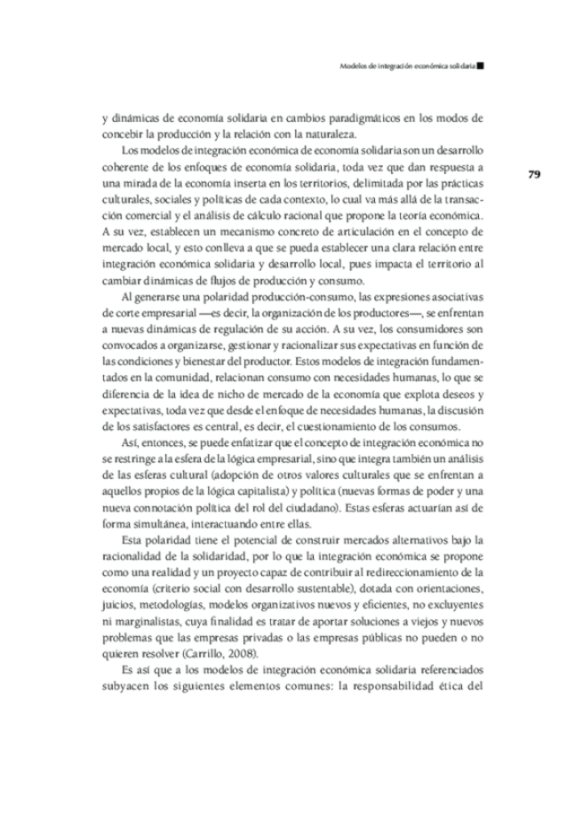 Modelos de integración económica solidaria
y dinámicas de economía solidaria en cambios paradigmáticos en los modos de
concebir la producción y la relación con la naturaleza.
Los modelos de integración económica de economía solidaria son un desarrollo
coherente de los enfoques de economía solidaria, toda vez que dan respuesta a
79
una mirada de la economía inserta en los territorios, delimitada por las prácticas
culturales, sociales y políticas de cada contexto, lo cual va más allá de la transac-
ción comercial y el análisis de cálculo racional que propone la teoría económica.
A su vez, establecen un mecanismo concreto de articulación en el concepto de
mercado local, y esto conlleva a que se pueda establecer una clara relación entre
integración económica solidaria y desarrollo local, pues impacta el territorio al
cambiar dinámicas de flujos de producción y consumo.
Al generarse una polaridad producción-consumo, las expresiones asociativas
de corte empresarial —es decir, la organización de los productores—, se enfrentan
a nuevas dinámicas de regulación de su acción. A su vez, los consumidores son
convocados a organizarse, gestionar y racionalizar sus expectativas en función de
las condiciones y bienestar del productor. Estos modelos de integración fundamen-
tados en la comunidad, relacionan consumo con necesidades humanas, lo que se
diferencia de la idea de nicho de mercado de la economía que explota deseos y
expectativas, toda vez que desde el enfoque de necesidades humanas, la discusión
de los satisfactores es central, es decir, el cuestionamiento de los consumos.
Así, entonces, se puede enfatizar que el concepto de integración económica no
se restringe a la esfera de la lógica empresarial, sino que integra también un análisis
de las esferas cultural (adopción de otros valores culturales que se enfrentan a
aquellos propios de la lógica capitalista) y política (nuevas formas de poder y una
nueva connotación política del rol del ciudadano). Estas esferas actuarían así de
forma simultánea, interactuando entre ellas.
Esta polaridad tiene el potencial de construir mercados alternativos bajo la
racionalidad de la solidaridad, por lo que la integración económica se propone
como una realidad y un proyecto capaz de contribuir al redireccionamiento de la
economía (criterio social con desarrollo sustentable), dotada con orientaciones,
juicios, metodologías, modelos organizativos nuevos y eficientes, no excluyentes
ni marginalistas, cuya finalidad es tratar de aportar soluciones a viejos y nuevos
problemas que las empresas privadas o las empresas públicas no pueden o no
quieren resolver (Carrillo, 2008).
Es así que a los modelos de integración económica solidaria referenciados
subyacen los siguientes elementos comunes: la responsabilidad ética del